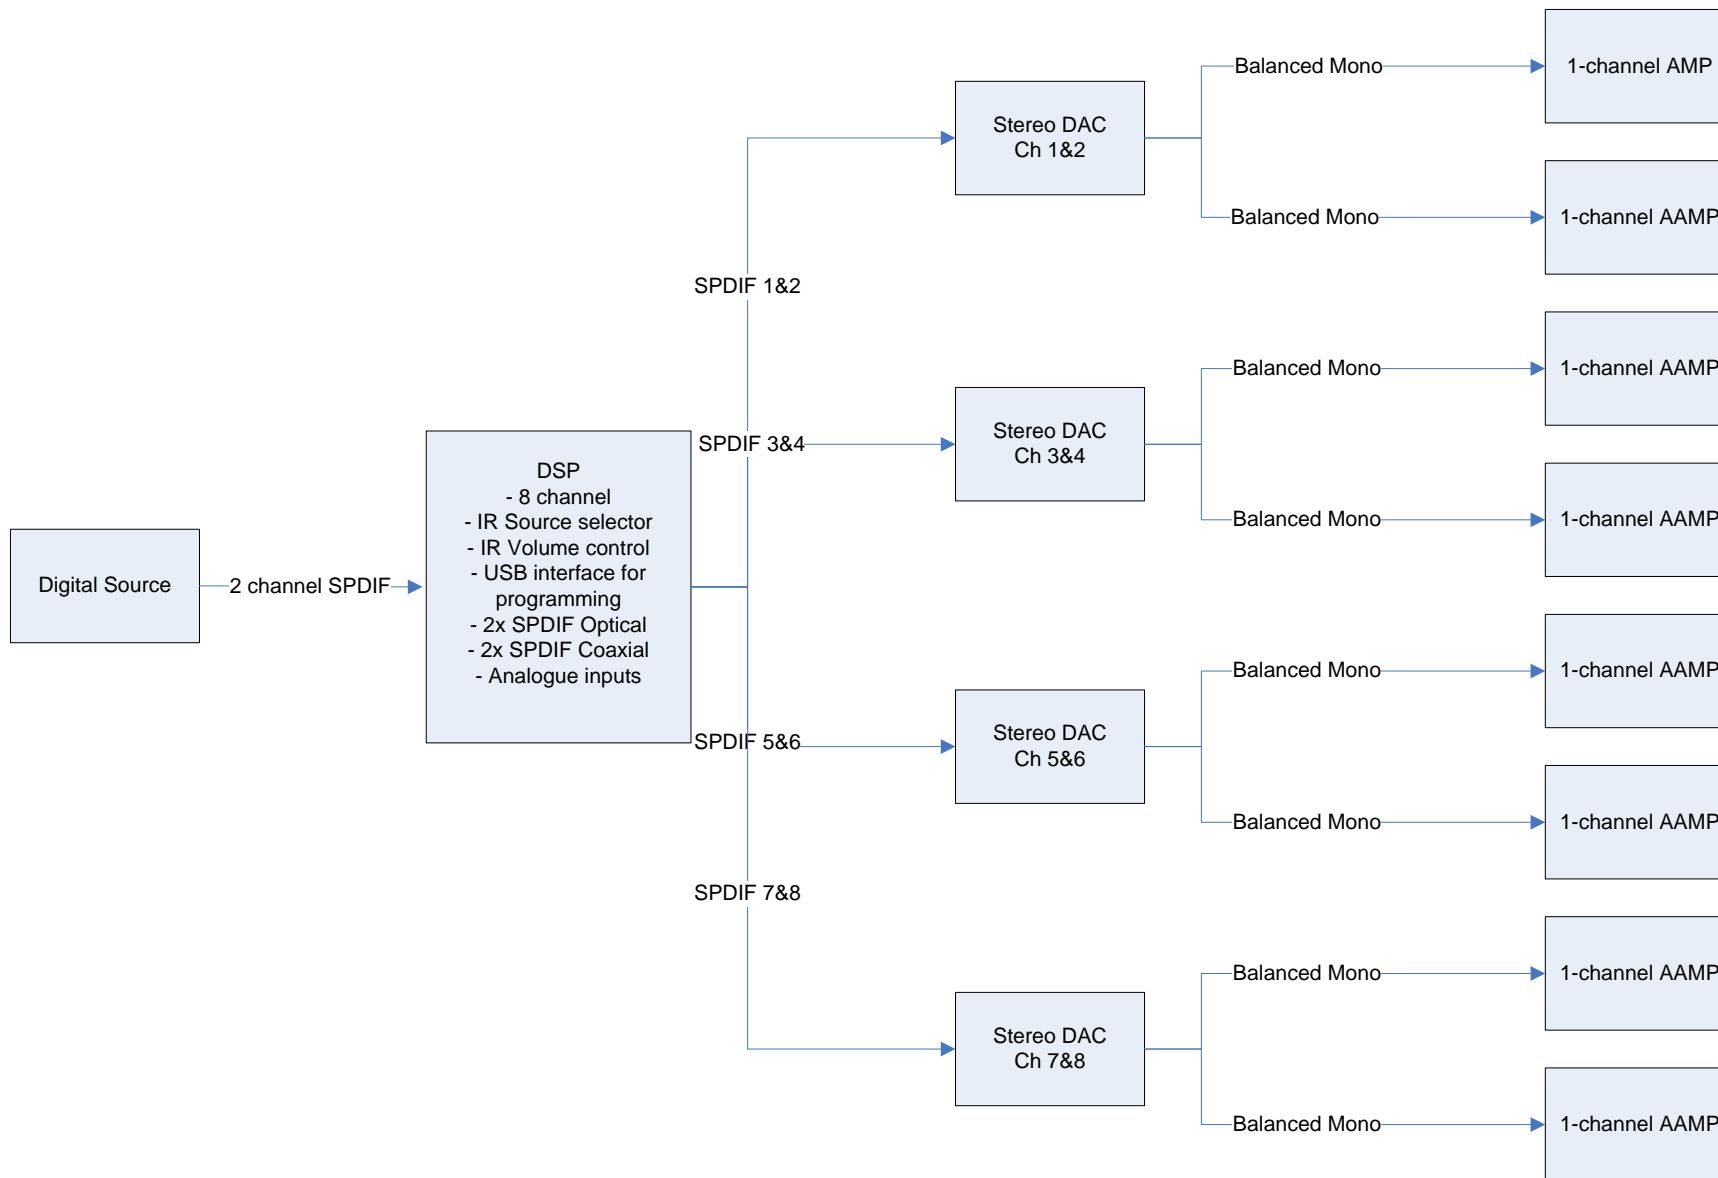 Digital Source
2 channel SPDIF
DSP
- 8 channel
- IR Source selector
- IR Volume control
- USB interface for
programming
- 2x SPDIF Optical
- 2x SPDIF Coaxial
- Analogue inputs
SPDIF 1&2
SPDIF 3&4
SPDIF 5&6
SPDIF 7&8
Stereo DAC
Ch 1&2
Stereo DAC
Ch 3&4
Stereo DAC
Ch 5&6
Stereo DAC
Ch 7&8
Balanced Mono
Balanced Mono
Balanced Mono
Balanced Mono
Balanced Mono
Balanced Mono
Balanced Mono
Balanced Mono
1-channel AMP
1-channel AAMP
1-channel AAMP
1-channel AAMP
1-channel AAMP
1-channel AAMP
1-channel AAMP
1-channel AAMP